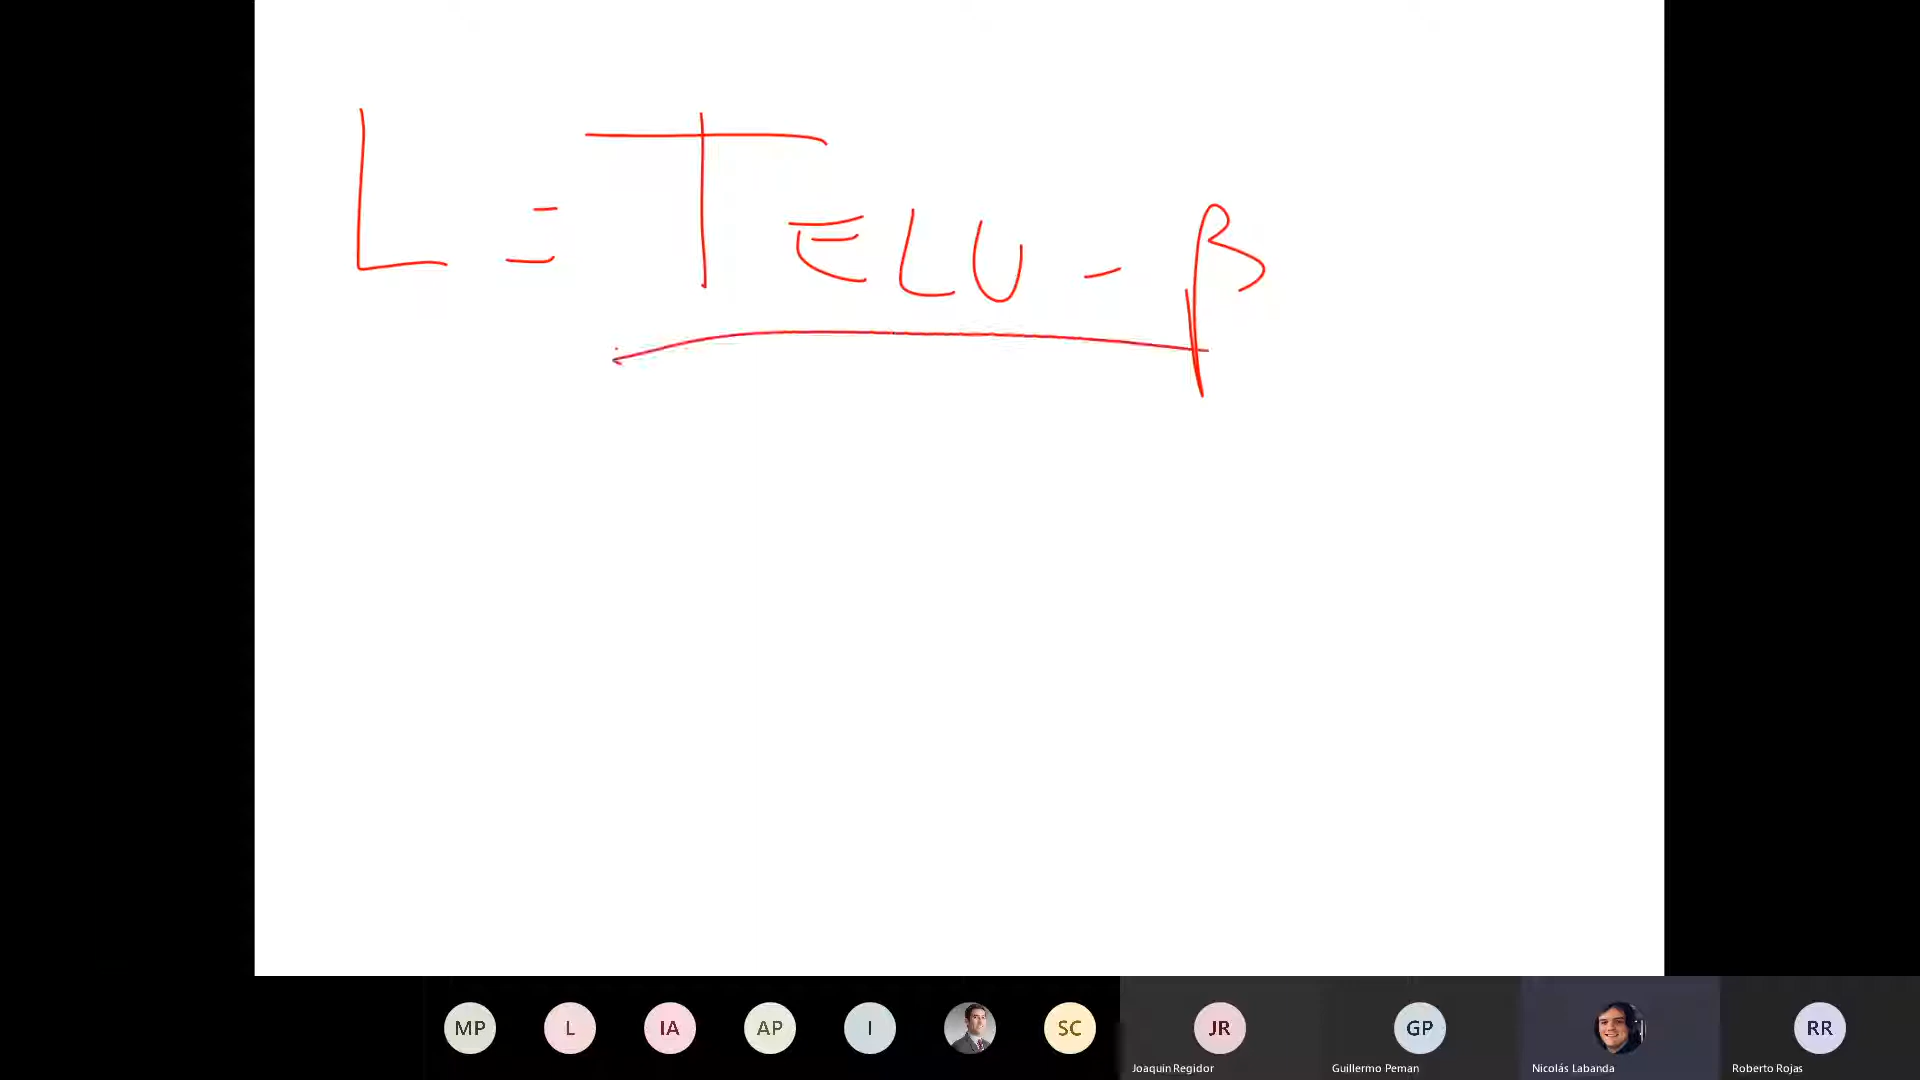 L = TELU - β
MP L IA AP I SC JR GP RR
Joaquin Regidor Guillermo Peman Nicolás Labanda Roberto Rojas